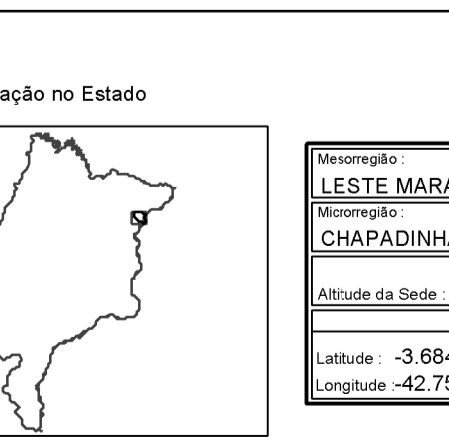 ação no Estado
Mesorregião :
LESTE MARA
Microrregião :
CHAPADINHA
Altitude da Sede :
Latitude : -3.684
Longitude :-42.75